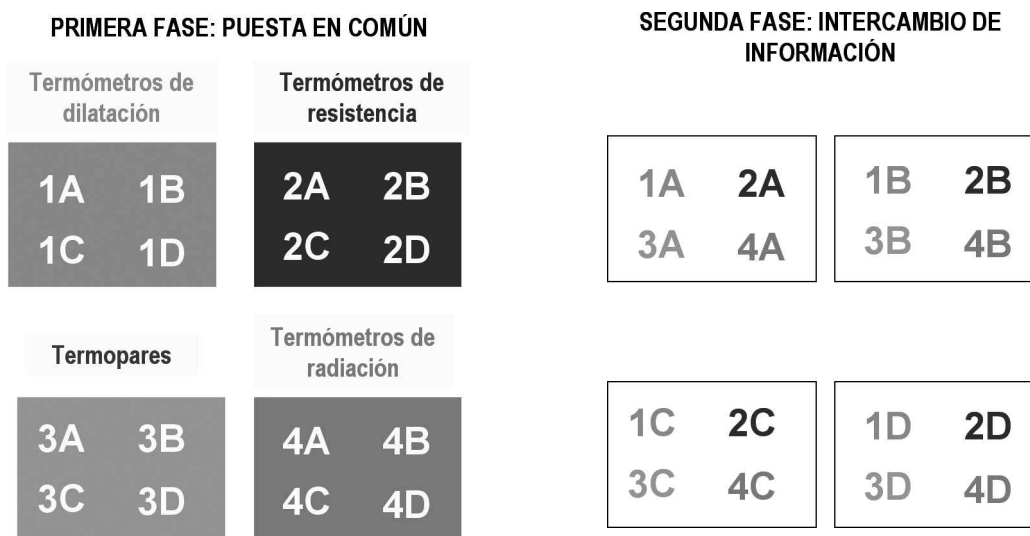 PRIMERA FASE: PUESTA EN COMÚN
Termómetros de
dilatación
Termómetros de
resistencia
1A 1B
1C 1D
2A 2B
2C 2D
Termopares
Termómetros de
radiación
3A 3B
3C 3D
4A 4B
4C 4D
SEGUNDA FASE: INTERCAMBIO DE
INFORMACIÓN
1A 2A
3A 4A
1B 2B
3B 4B
1C 2C
3C 4C
1D 2D
3D 4D